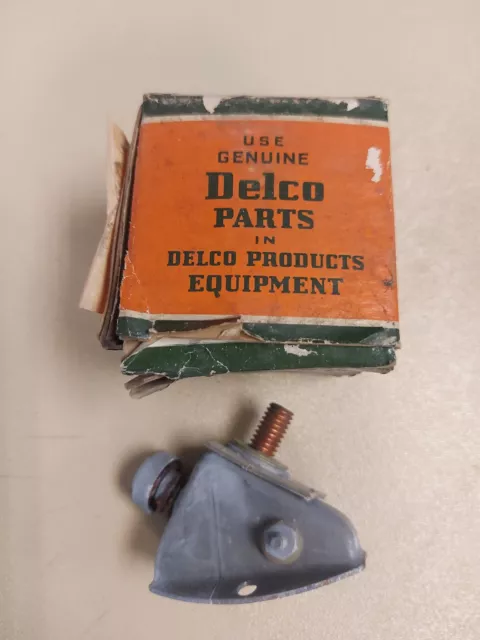 USE
GENUINE
Delco
PARTS
IN
DELCO PRODUCTS
EQUIPMENT